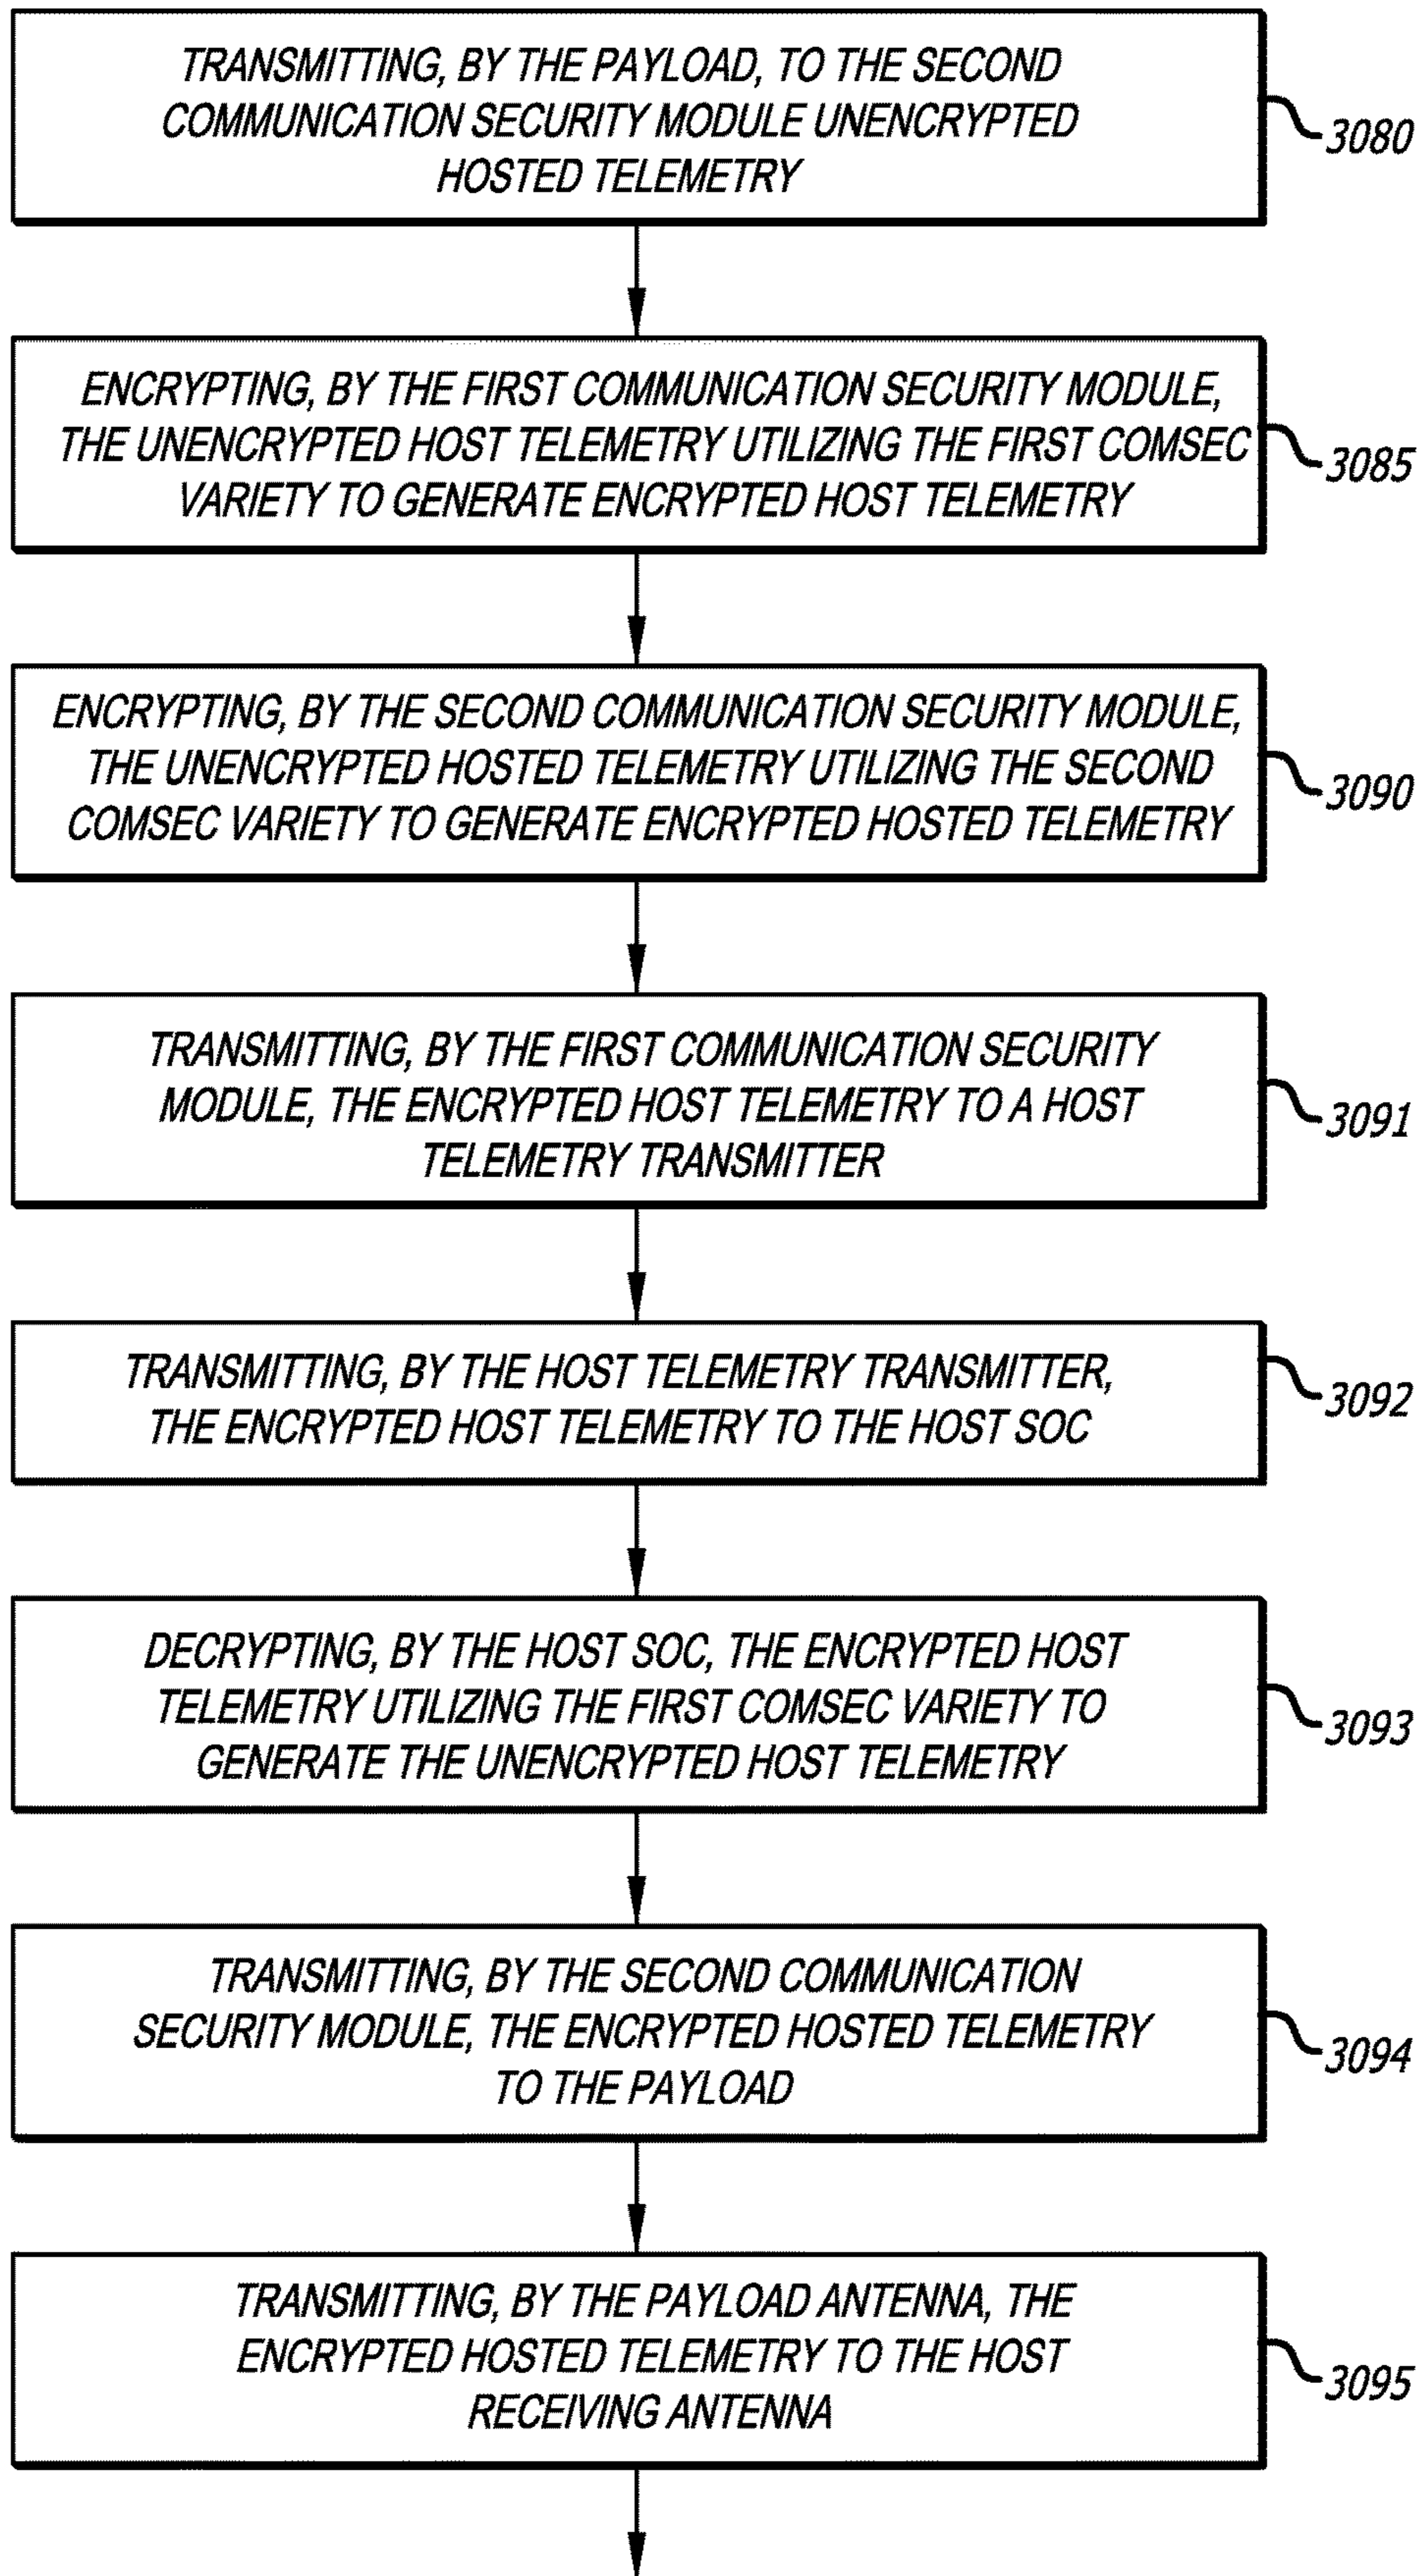 TRANSMITTING, BY THE PAYLOAD, TO THE SECOND
COMMUNICATION SECURITY MODULE UNENCRYPTED
HOSTED TELEMETRY
3080
ENCRYPTING, BY THE FIRST COMMUNICATION SECURITY MODULE,
THE UNENCRYPTED HOST TELEMETRY UTILIZING THE FIRST COMSEC
VARIETY TO GENERATE ENCRYPTED HOST TELEMETRY
3085
ENCRYPTING, BY THE SECOND COMMUNICATION SECURITY MODULE,
THE UNENCRYPTED HOSTED TELEMETRY UTILIZING THE SECOND
COMSEC VARIETY TO GENERATE ENCRYPTED HOSTED TELEMETRY
3090
TRANSMITTING, BY THE FIRST COMMUNICATION SECURITY
MODULE, THE ENCRYPTED HOST TELEMETRY TO A HOST
TELEMETRY TRANSMITTER
3091
TRANSMITTING, BY THE HOST TELEMETRY TRANSMITTER,
THE ENCRYPTED HOST TELEMETRY TO THE HOST SOC
3092
DECRYPTING, BY THE HOST SOC, THE ENCRYPTED HOST
TELEMETRY UTILIZING THE FIRST COMSEC VARIETY TO
GENERATE THE UNENCRYPTED HOST TELEMETRY
3093
TRANSMITTING, BY THE SECOND COMMUNICATION
SECURITY MODULE, THE ENCRYPTED HOSTED TELEMETRY
TO THE PAYLOAD
3094
TRANSMITTING, BY THE PAYLOAD ANTENNA, THE
ENCRYPTED HOSTED TELEMETRY TO THE HOST
RECEIVING ANTENNA
3095